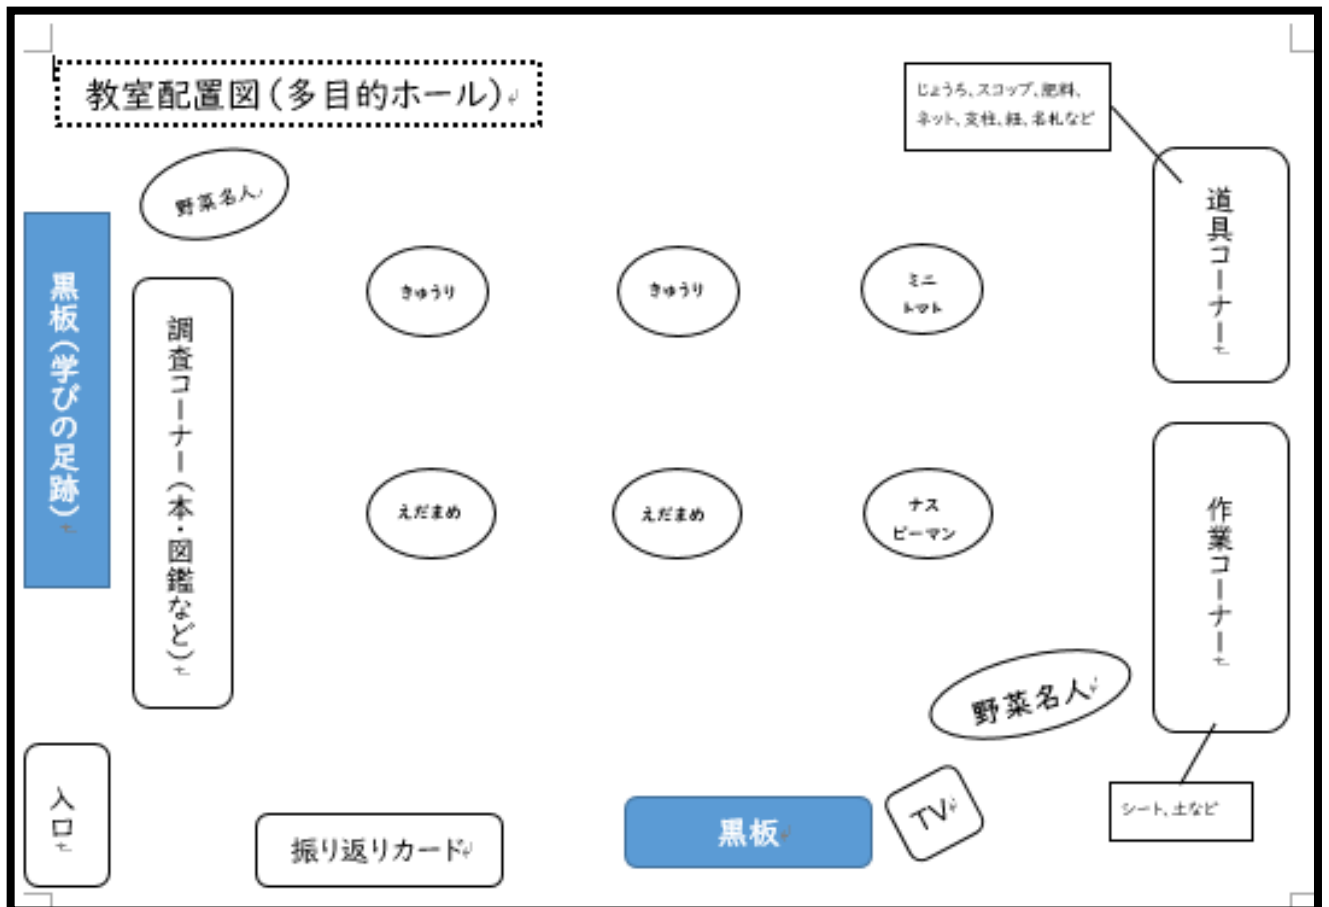 教室配置図(多目的ホール)
じょうろ、スコップ、肥料、
ネット、支柱、紐、名札など
野菜名人
道具コーナー
黒板(学びの足跡)
調査コーナー(本・図鑑など)
きゅうり
きゅうり
ミニ
トマト
えだまめ
えだまめ
ナス
ピーマン
作業コーナー
野菜名人
シート、土など
入口
振り返りカード
黒板
TV